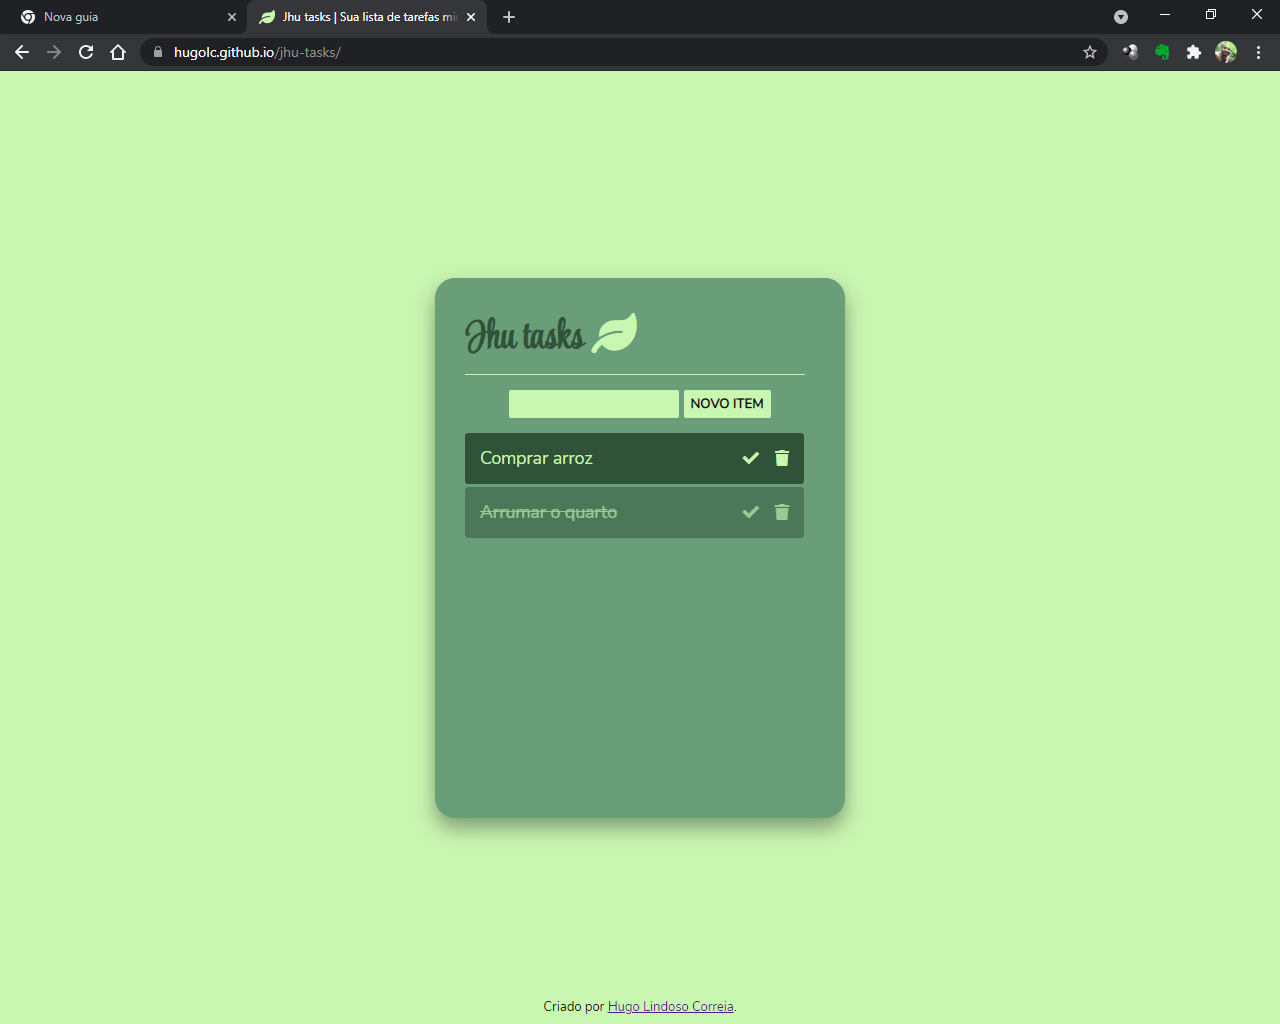 Nova guia
Jhu tasks | Sua lista de tarefas mi
hugolc.github.io/jhu-tasks/
Jhu tasks
NOVO ITEM
Comprar arroz
Arrumar o quarto
Criado por Hugo Lindoso Correia.